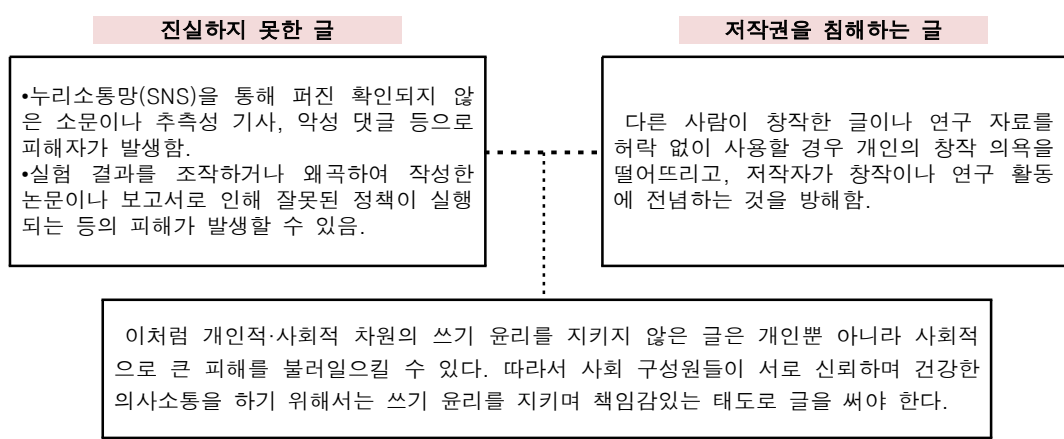 진실하지 못한 글
•누리소통망(SNS)을 통해 퍼진 확인되지 않
은 소문이나 추측성 기사, 악성 댓글 등으로
피해자가 발생함.
•실험 결과를 조작하거나 왜곡하여 작성한
논문이나 보고서로 인해 잘못된 정책이 실행
되는 등의 피해가 발생할 수 있음.
저작권을 침해하는 글
다른 사람이 창작한 글이나 연구 자료를
허락 없이 사용할 경우 개인의 창작 의욕을
떨어뜨리고, 저작자가 창작이나 연구 활동
에 전념하는 것을 방해함.
이처럼 개인적·사회적 차원의 쓰기 윤리를 지키지 않은 글은 개인뿐 아니라 사회적
으로 큰 피해를 불러일으킬 수 있다. 따라서 사회 구성원들이 서로 신뢰하며 건강한
의사소통을 하기 위해서는 쓰기 윤리를 지키며 책임감있는 태도로 글을 써야 한다.